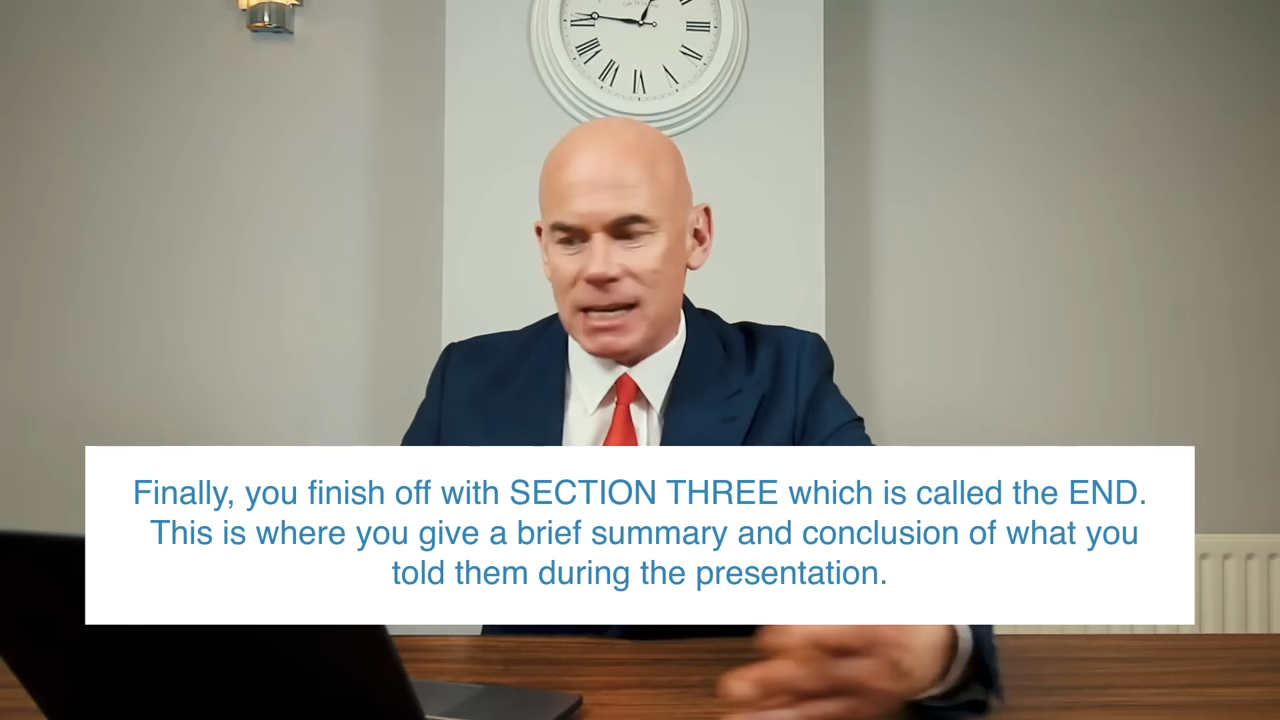 Finally, you finish off with SECTION THREE which is called the END.
This is where you give a brief summary and conclusion of what you
told them during the presentation.